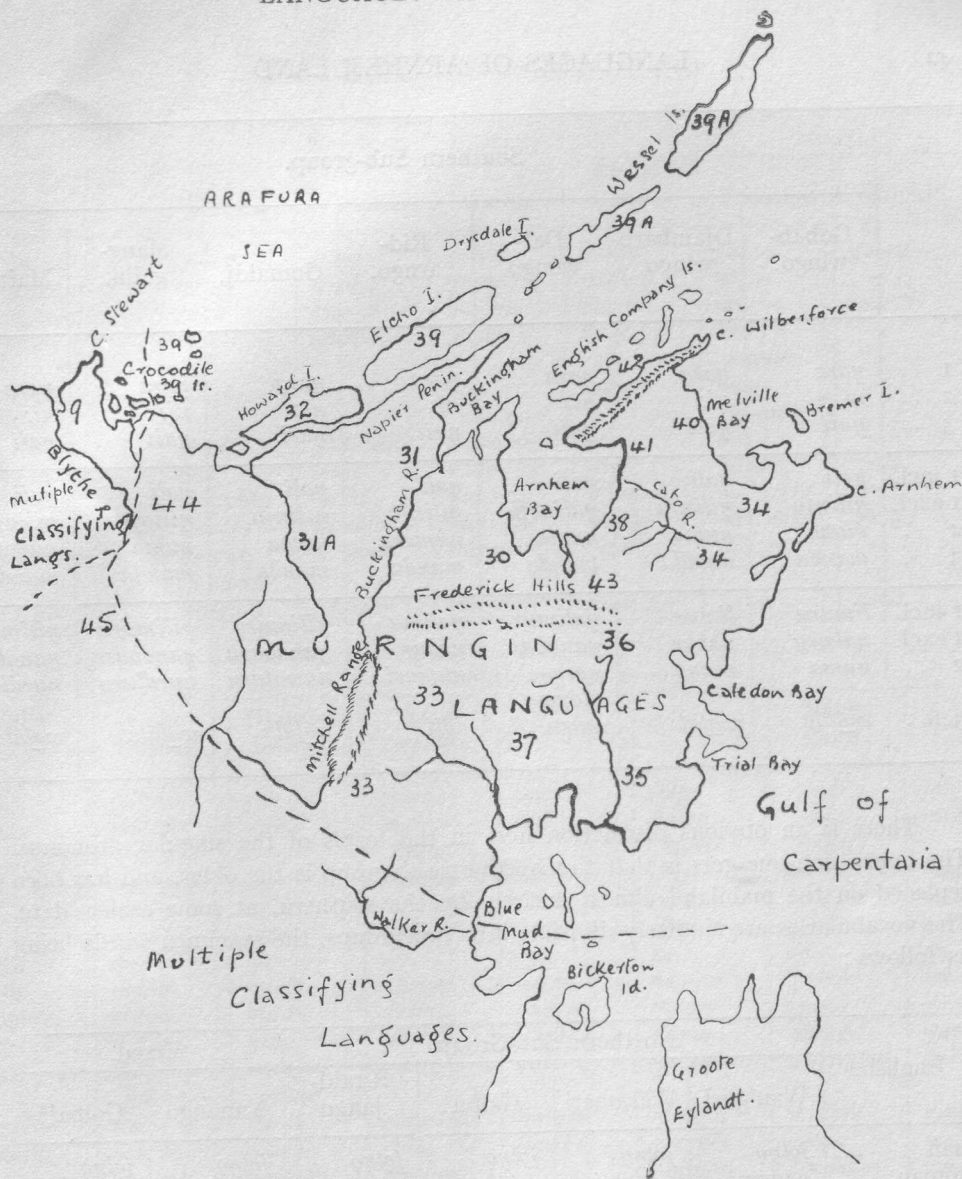 39A
Wessel Is.
ARAFURA
SEA
39A
Drysdale I.
C. Stewart
Elcho I.
39
English Company Is.
42
C. Wilberforce
39
Crocodile
39 Is.
10
9
Howard I.
32
Napier Penin.
Buckingham
Bay
40
Melville
Bay
Bremer I.
Blythe R.
Mutiple
Classifying
Langs.
44
31
41
Arnhem
Bay
Cato R.
38
34
C. Arnhem
31A
Buckingham R.
30
34
Frederick Hills 43
45
MURNGIN
36
Mitchell Range
33
LANGUAGES
Caledon Bay
37
33
35
Trial Bay
Gulf of
Carpentaria
Walker R.
Blue
Mud
Bay
Multiple
Classifying
Languages.
Bickerton
Id.
Groote
Eylandt.